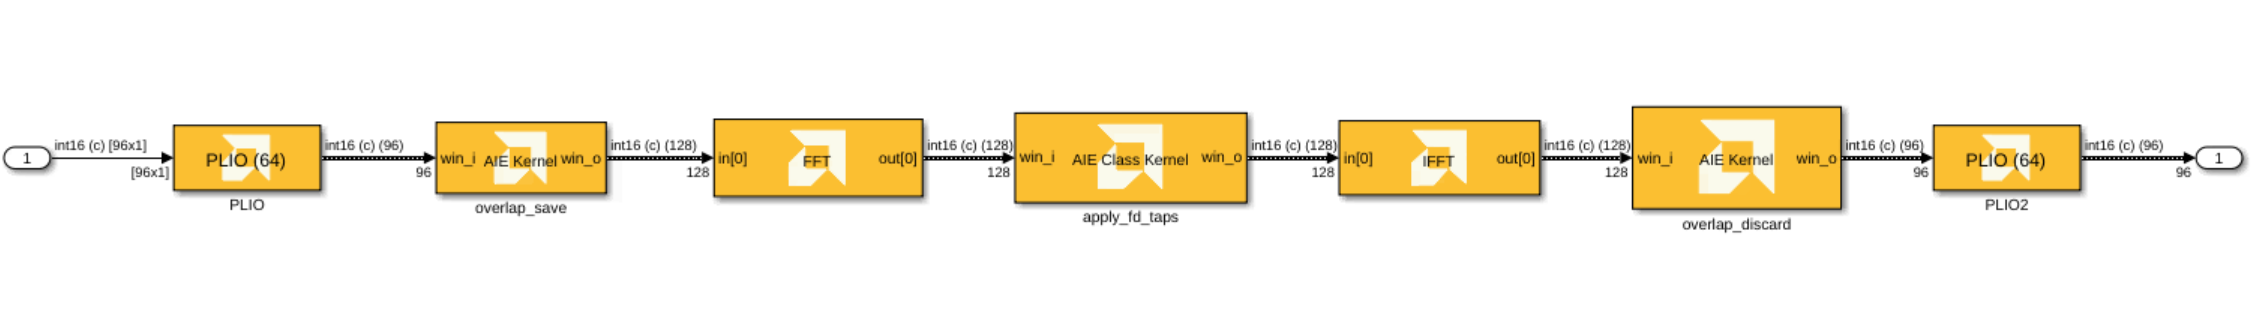 1
int16 (c) [96x1]
[96x1]
PLIO (64)
PLIO
int16 (c) (96)
96
win_i
AIE Kernel
win_o
overlap_save
int16 (c) (128)
128
in[0]
FFT
out[0]
int16 (c) (128)
128
win_i
AIE Class Kernel
win_o
apply_fd_taps
int16 (c) (128)
128
in[0]
IFFT
out[0]
int16 (c) (128)
128
win_i
AIE Kernel
win_o
overlap_discard
int16 (c) (96)
96
PLIO (64)
PLIO2
int16 (c) (96)
96
1